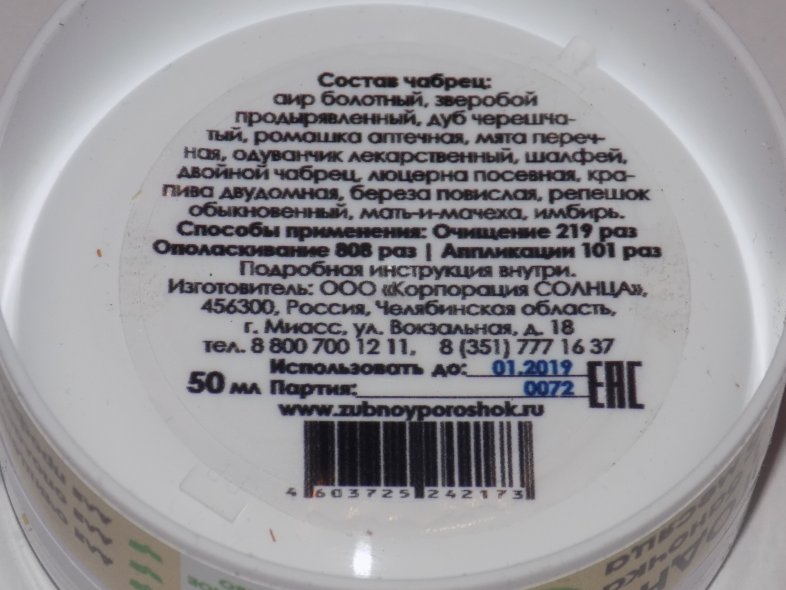 Состав чабрец:
аир болотный, зверобой
продырявленный, дуб черешча-
тый, ромашка аптечная, мята переч-
ная, одуванчик лекарственный, шалфей,
двойной чабрец, люцерна посевная, кра-
пива двудомная, береза повислая, репешок
обыкновенный, мать-и-мачеха, имбирь.
Способы применения: Очищение 219 раз
Ополаскивание 808 раз | Аппликации 101 раз
Подробная инструкция внутри.
Изготовитель: ООО «Корпорация СОЛНЦА»,
456300, Россия, Челябинская область,
г. Миасс, ул. Вокзальная, д. 18
тел. 8 800 700 12 11, 8 (351) 777 16 37
Использовать до: 01.2019
50 мл Партия: 0072 EAC
www.zubnoyporoshok.ru
4 603725 242173